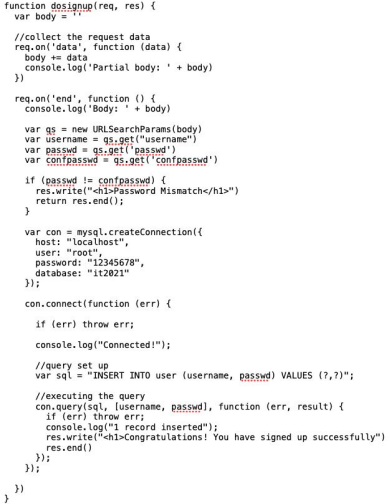 function dosignup(req, res) {
  var body = ''

  //collect the request data
  req.on('data', function (data) {
    body += data
    console.log('Partial body: ' + body)
  })

  req.on('end', function () {
    console.log('Body: ' + body)

    var qs = new URLSearchParams(body)
    var username = qs.get("username")
    var passwd = qs.get('passwd')
    var confpasswd = qs.get('confpasswd')

    if (passwd != confpasswd) {
      res.write("<h1>Password Mismatch</h1>")
      return res.end();
    }

    var con = mysql.createConnection({
      host: "localhost",
      user: "root",
      password: "12345678",
      database: "it2021"
    });

    con.connect(function (err) {

      if (err) throw err;

      console.log("Connected!");

      //query set up
      var sql = "INSERT INTO user (username, passwd) VALUES (?,?)";

      //executing the query
      con.query(sql, [username, passwd], function (err, result) {
        if (err) throw err;
        console.log("1 record inserted");
        res.write("<h1>Congratulations! You have signed up successfully")
        res.end()
      });
    });

  })
}